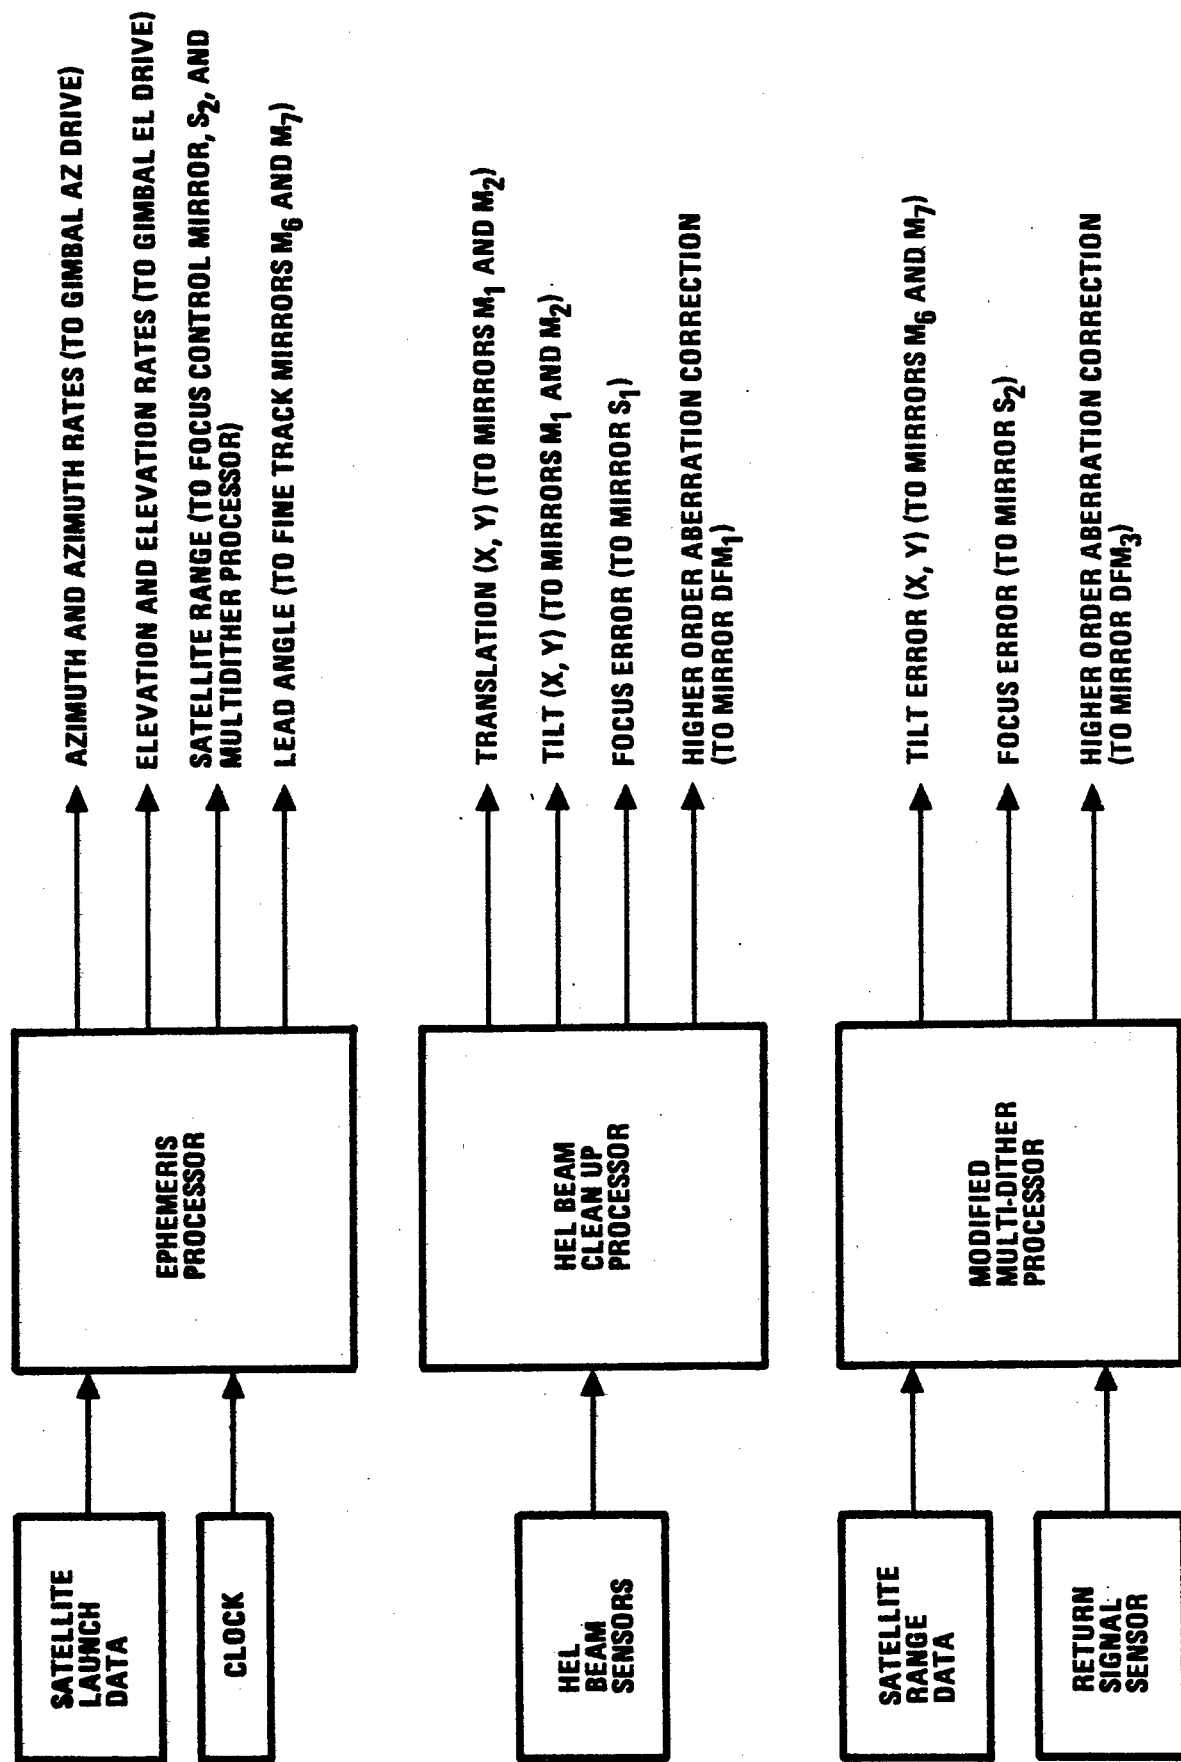 SATELLITE
LAUNCH
DATA
CLOCK
EPHEMERIS
PROCESSOR
AZIMUTH AND AZIMUTH RATES (TO GIMBAL AZ DRIVE)
ELEVATION AND ELEVATION RATES (TO GIMBAL EL DRIVE)
SATELLITE RANGE (TO FOCUS CONTROL MIRROR, S₂, AND
MULTIDITHER PROCESSOR)
LEAD ANGLE (TO FINE TRACK MIRRORS M₆ AND M₇)
HEL
BEAM
SENSORS
HEL BEAM
CLEAN UP
PROCESSOR
TRANSLATION (X, Y) (TO MIRRORS M₁ AND M₂)
TILT (X, Y) (TO MIRRORS M₁ AND M₂)
FOCUS ERROR (TO MIRROR S₁)
HIGHER ORDER ABERRATION CORRECTION
(TO MIRROR DFM₁)
SATELLITE
RANGE
DATA
RETURN
SIGNAL
SENSOR
MODIFIED
MULTI-DITHER
PROCESSOR
TILT ERROR (X, Y) (TO MIRRORS M₆ AND M₇)
FOCUS ERROR (TO MIRROR S₂)
HIGHER ORDER ABERRATION CORRECTION
(TO MIRROR DFM₃)